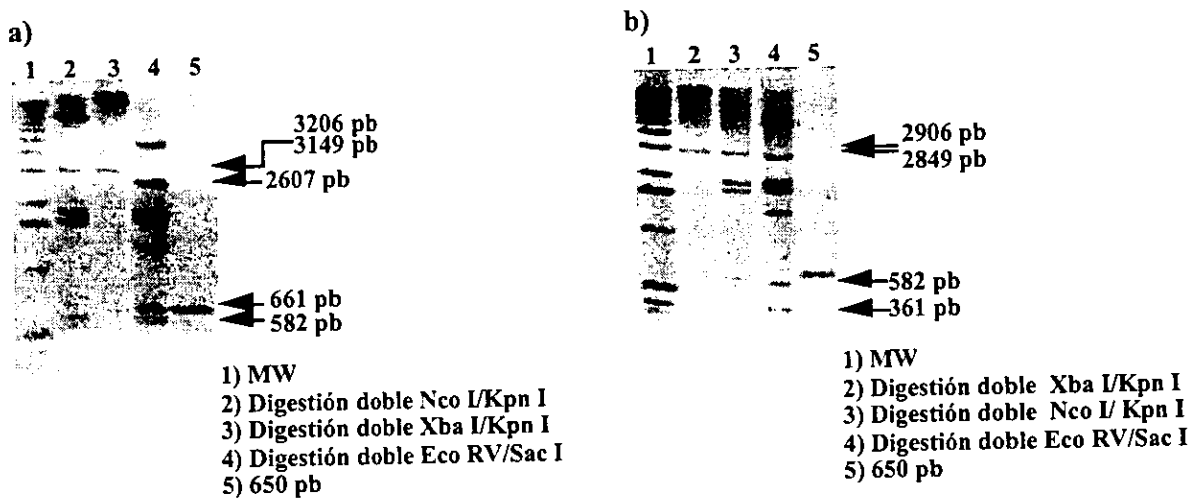 a)
1 2 3 4 5
3206 pb
3149 pb
2607 pb
661 pb
582 pb
1) MW
2) Digestión doble Nco I/Kpn I
3) Digestión doble Xba I/Kpn I
4) Digestión doble Eco RV/Sac I
5) 650 pb
b)
1 2 3 4 5
2906 pb
2849 pb
582 pb
361 pb
1) MW
2) Digestión doble Xba I/Kpn I
3) Digestión doble Nco I/ Kpn I
4) Digestión doble Eco RV/Sac I
5) 650 pb